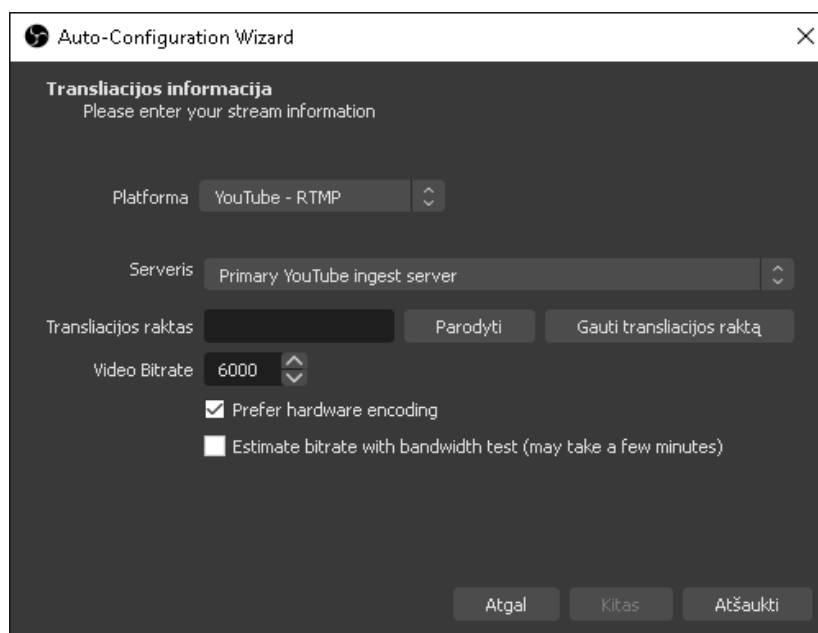 Auto-Configuration Wizard
Transliacijos informacija
Please enter your stream information
Platforma YouTube - RTMP
Serveris Primary YouTube ingest server
Transliacijos raktas Parodyti Gauti transliacijos raktą
Video Bitrate 6000
Prefer hardware encoding
Estimate bitrate with bandwidth test (may take a few minutes)
Atgal Kitas Atšaukti